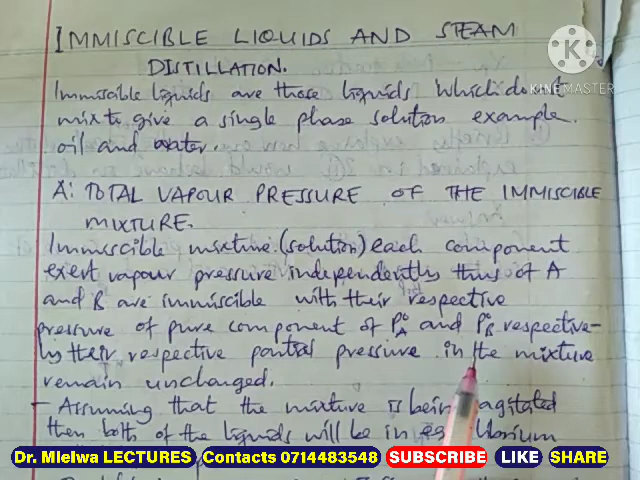 IMMISCIBLE LIQUIDS AND STEAM
DISTILLATION.
KINEMASTER
Immiscible liquids are those liquids which do not
mix to give a single phase solution example.
oil and water.
A: TOTAL VAPOUR PRESSURE OF THE IMMISCIBLE
MIXTURE.
Immiscible mixture (solution) each component
exert vapour pressure independently thus of A
and B are immiscible with their respective
pressure of pure component of P°A and P°B respective-
ly their respective partial pressure in the mixture
remain unchanged.
- Assuming that the mixture is being agitated
then both of the liquids will be in
Dr. Mlelwa LECTURES Contacts 0714483548 SUBSCRIBE LIKE SHARE